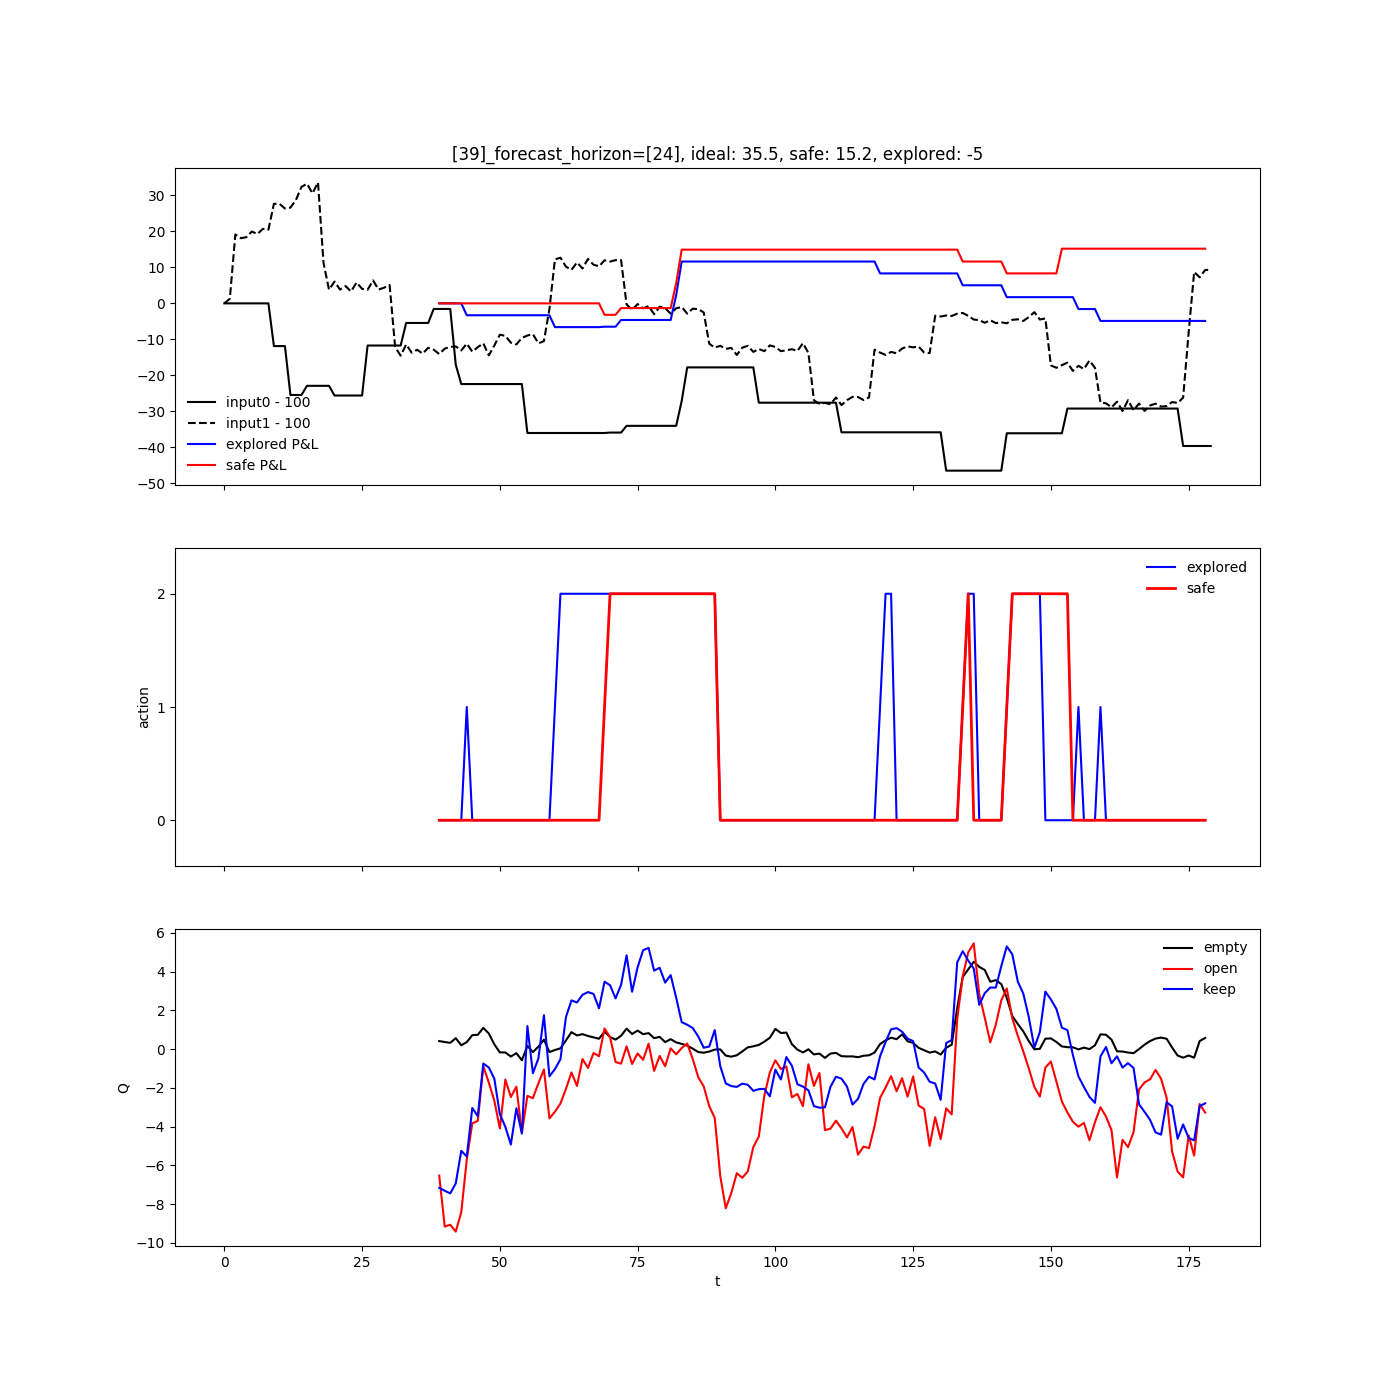 [39]_forecast_horizon=[24], ideal: 35.5, safe: 15.2, explored: -5
30
20
10
0
−10
−20
−30
−40
−50
input0 - 100
input1 - 100
explored P&L
safe P&L
2
1
0
action
explored
safe
6
4
2
0
−2
−4
−6
−8
−10
Q
empty
open
keep
0 25 50 75 100 125 150 175
t